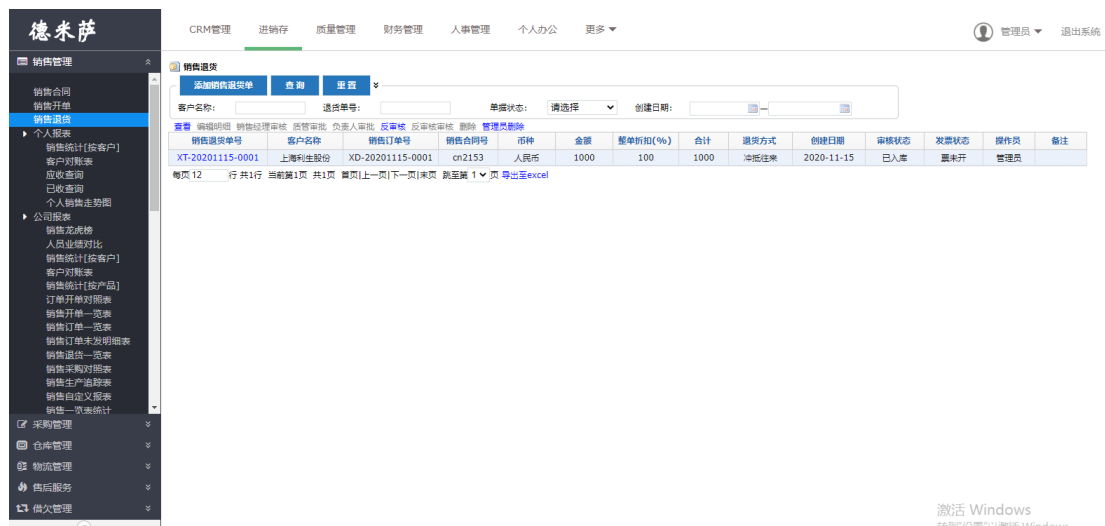 德米萨
CRM管理 进销存 质量管理 财务管理 人事管理 个人办公 更多
管理员 退出系统
销售管理
销售合同
销售开单
销售退货
个人报表
销售统计[按客户]
客户对账表
应收查询
已收查询
个人销售走势图
公司报表
销售龙虎榜
人员业绩对比
销售统计[按客户]
客户对账表
销售统计[按产品]
订单开单对照表
销售开单一览表
销售订单一览表
销售订单未发明细表
销售退货一览表
销售采购对照表
销售生产追踪表
销售自定义报表
销售一览表统计
采购管理
仓库管理
物流管理
售后服务
借欠管理
销售退货
添加销售退货单 查询 重置
客户名称: 退货单号: 单据状态: 请选择 创建日期: —
查看 编辑明细 销售经理审核 质管审批 负责人审批 反审核 反审核审核 删除 管理员删除
销售退货单号 客户名称 销售订单号 销售合同号 币种 金额 整单折扣(%) 合计 退货方式 创建日期 审核状态 发票状态 操作员 备注
XT-20201115-0001 上海利生股份 XD-20201115-0001 cn2153 人民币 1000 100 1000 冲抵往来 2020-11-15 已入库 票未开 管理员
每页 12 行 共1行 当前第1页 共1页 首页|上一页|下一页|末页 跳至第 1 页 导出至excel
激活 Windows
转到"设置"以激活 Windows